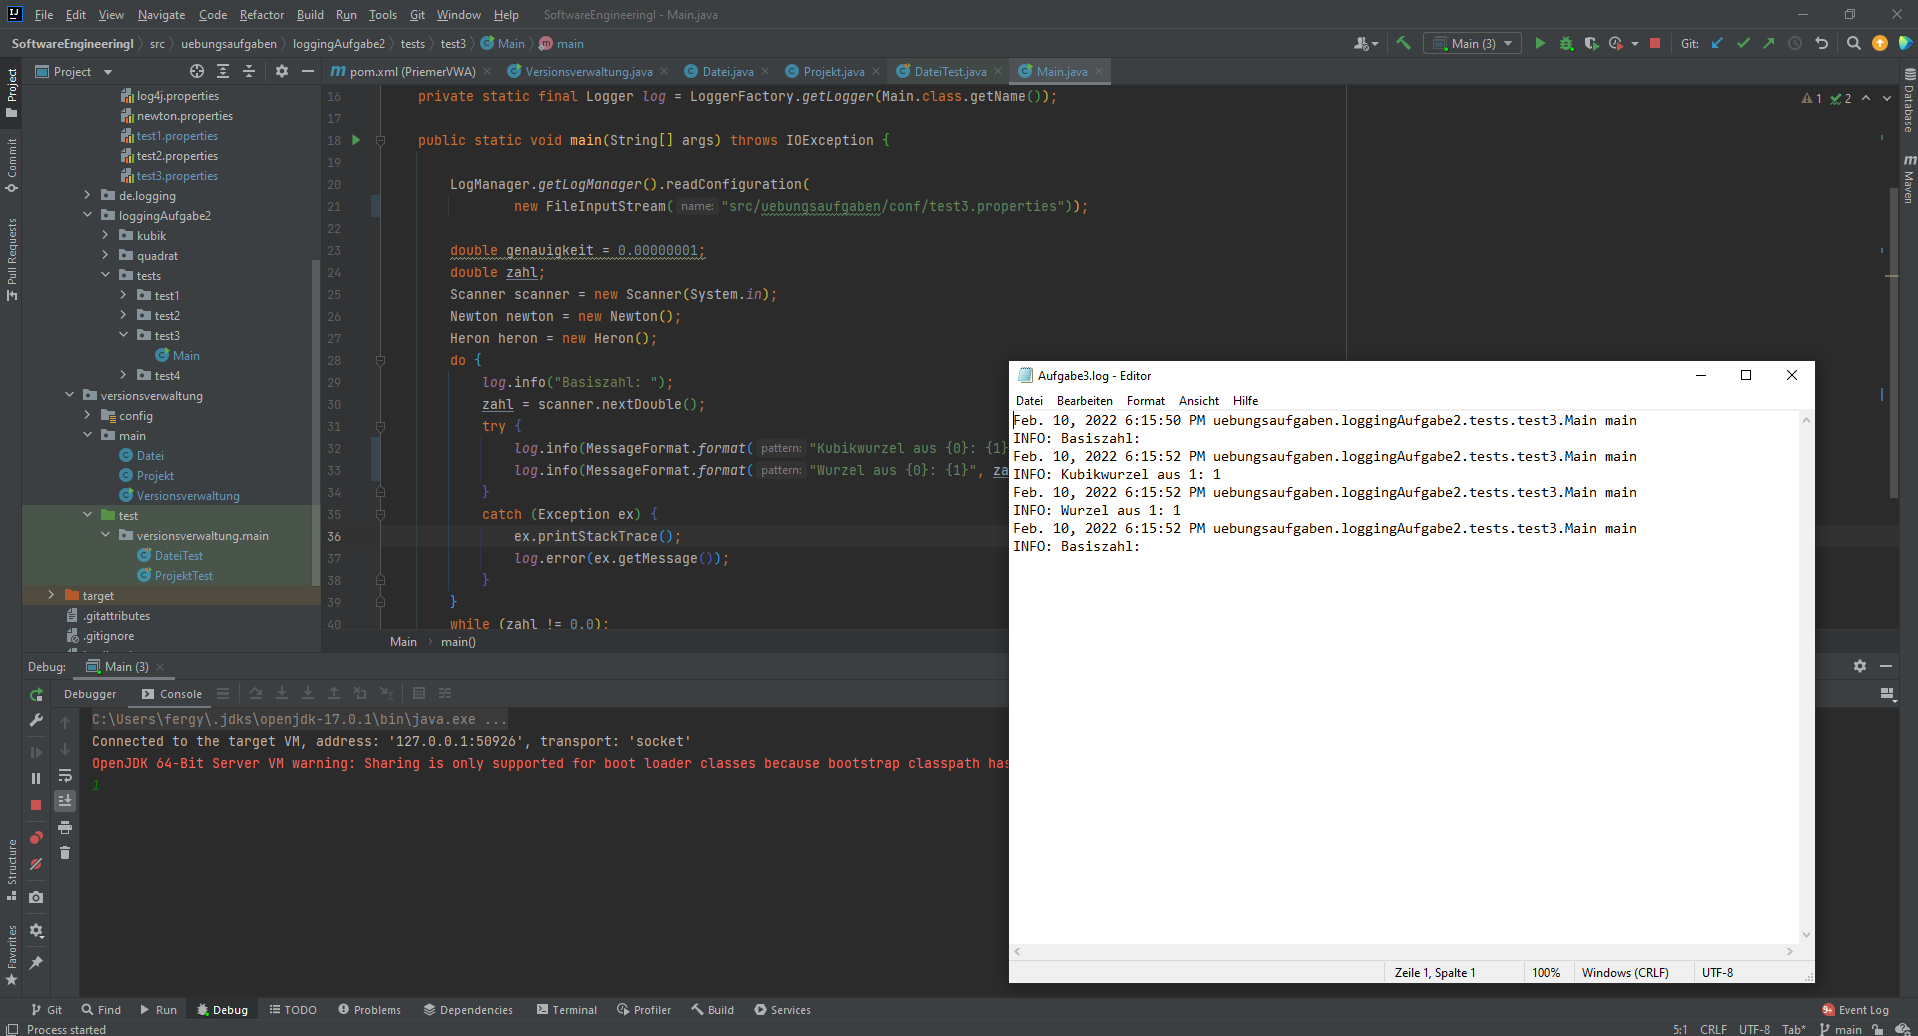 File Edit View Navigate Code Refactor Build Run Tools Git Window Help SoftwareEngineeringI - Main.java
SoftwareEngineeringI src uebungsaufgaben loggingAufgabe2 tests test3 Main main
Main (3)
Git:
Project
pom.xml (PriemerVWA)
Versionsverwaltung.java
Datei.java
Projekt.java
DateiTest.java
Main.java
Project
Commit
Pull Requests
Structure
Favorites
Database
Maven
log4j.properties
newton.properties
test1.properties
test2.properties
test3.properties
de.logging
loggingAufgabe2
kubik
quadrat
tests
test1
test2
test3
Main
test4
versionsverwaltung
config
main
Datei
Projekt
Versionsverwaltung
test
versionsverwaltung.main
DateiTest
ProjektTest
target
.gitattributes
.gitignore
1 2
16 private static final Logger log = LoggerFactory.getLogger(Main.class.getName());
17
18 public static void main(String[] args) throws IOException {
19
20 LogManager.getLogManager().readConfiguration(
21 new FileInputStream( name: "src/uebungsaufgaben/conf/test3.properties"));
22
23 double genauigkeit = 0.00000001;
24 double zahl;
25 Scanner scanner = new Scanner(System.in);
26 Newton newton = new Newton();
27 Heron heron = new Heron();
28 do {
29 log.info("Basiszahl: ");
30 zahl = scanner.nextDouble();
31 try {
32 log.info(MessageFormat.format( pattern: "Kubikwurzel aus {0}: {1}
33 log.info(MessageFormat.format( pattern: "Wurzel aus {0}: {1}", za
34 }
35 catch (Exception ex) {
36 ex.printStackTrace();
37 log.error(ex.getMessage());
38 }
39 }
40 while (zahl != 0.0);
Main main()
Aufgabe3.log - Editor
Datei Bearbeiten Format Ansicht Hilfe
Feb. 10, 2022 6:15:50 PM uebungsaufgaben.loggingAufgabe2.tests.test3.Main main
INFO: Basiszahl:
Feb. 10, 2022 6:15:52 PM uebungsaufgaben.loggingAufgabe2.tests.test3.Main main
INFO: Kubikwurzel aus 1: 1
Feb. 10, 2022 6:15:52 PM uebungsaufgaben.loggingAufgabe2.tests.test3.Main main
INFO: Wurzel aus 1: 1
Feb. 10, 2022 6:15:52 PM uebungsaufgaben.loggingAufgabe2.tests.test3.Main main
INFO: Basiszahl:
Zeile 1, Spalte 1 100% Windows (CRLF) UTF-8
Debug: Main (3)
Debugger Console
C:\Users\fergy\.jdks\openjdk-17.0.1\bin\java.exe ...
Connected to the target VM, address: '127.0.0.1:50926', transport: 'socket'
OpenJDK 64-Bit Server VM warning: Sharing is only supported for boot loader classes because bootstrap classpath has
1
Git Find Run Debug TODO Problems Dependencies Terminal Profiler Build Services
9+ Event Log
Process started
5:1 CRLF UTF-8 Tab* main